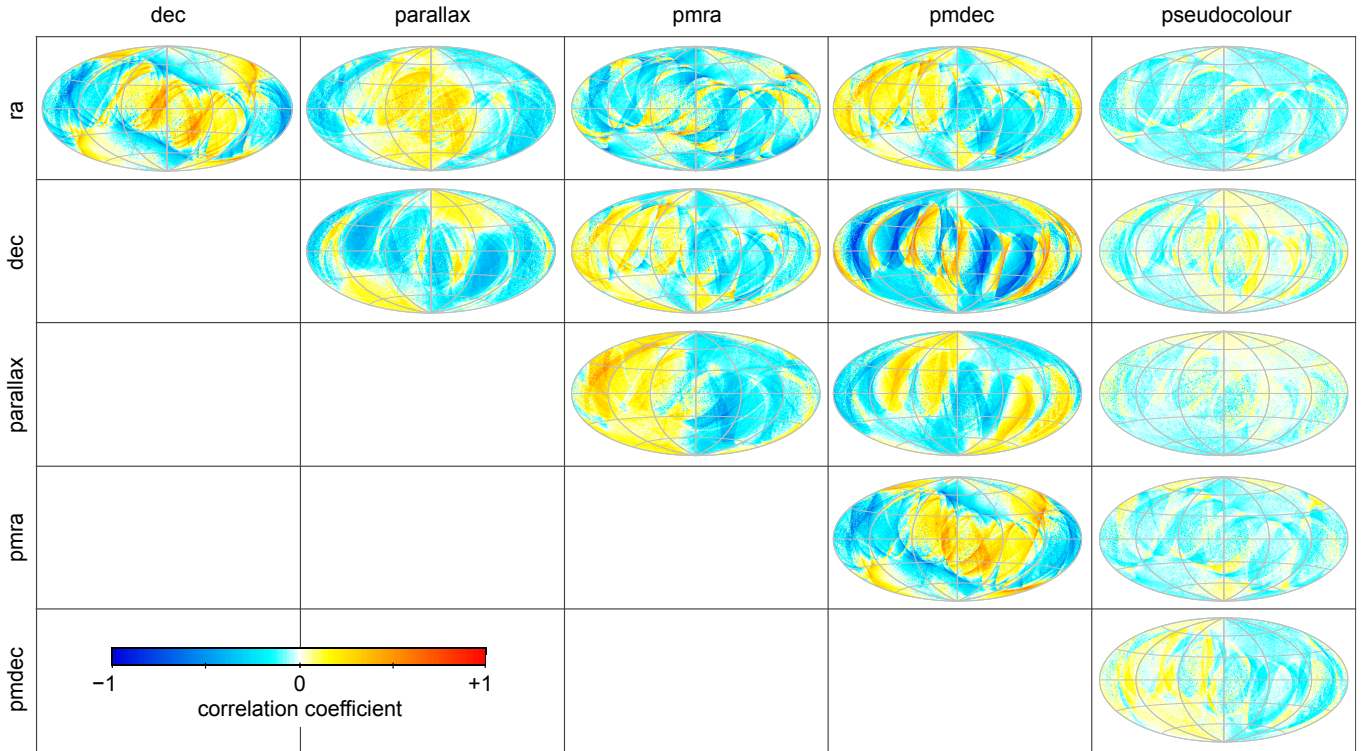 dec parallax pmra pmdec pseudocolour
ra
dec
parallax
pmra
pmdec
−1 0 +1
correlation coefficient